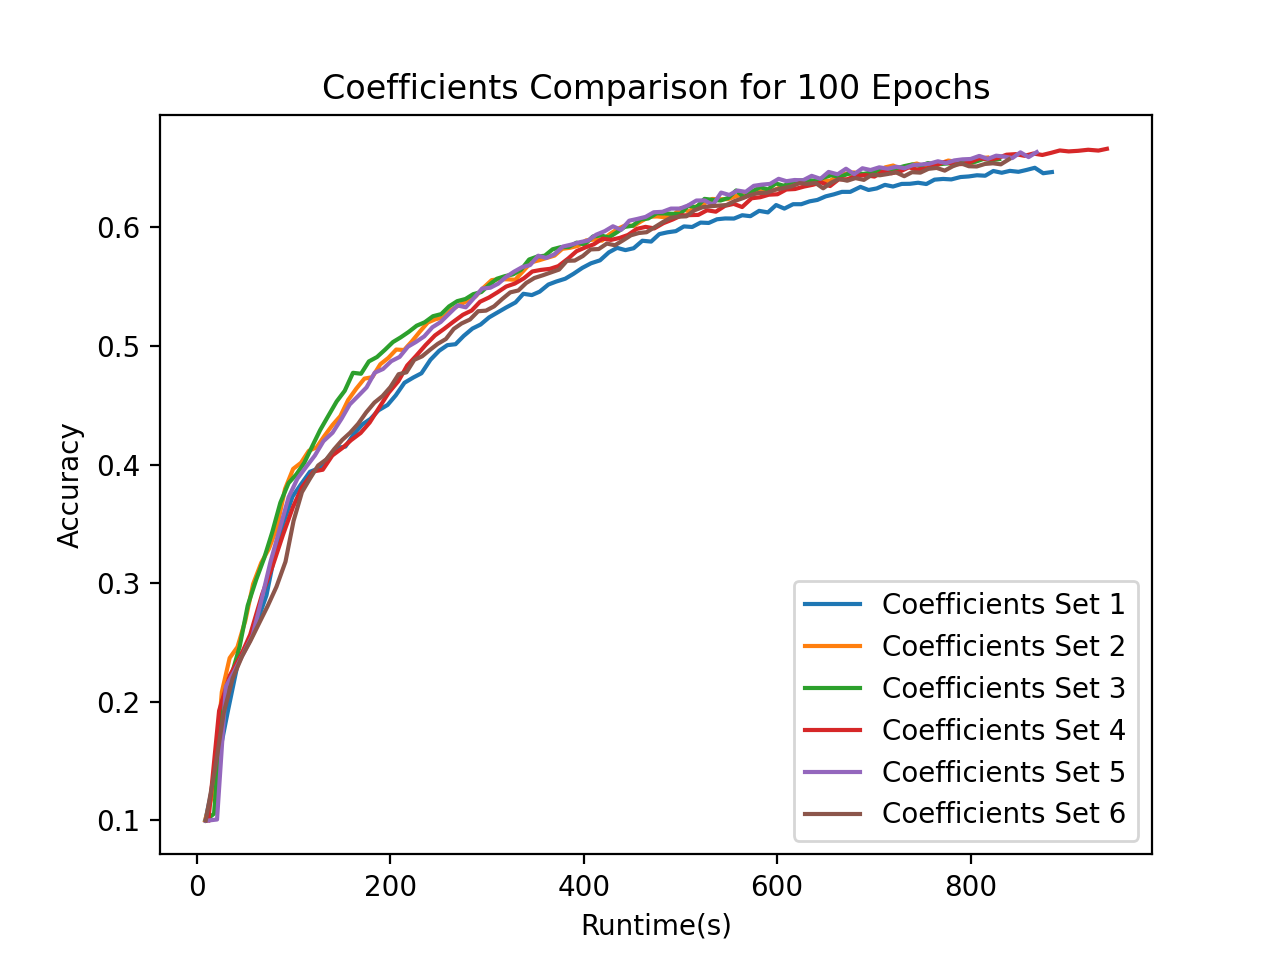 Coefficients Comparison for 100 Epochs
0.6
0.5
0.4
0.3
0.2
0.1
Accuracy
Coefficients Set 1
Coefficients Set 2
Coefficients Set 3
Coefficients Set 4
Coefficients Set 5
Coefficients Set 6
0 200 400 600 800
Runtime(s)